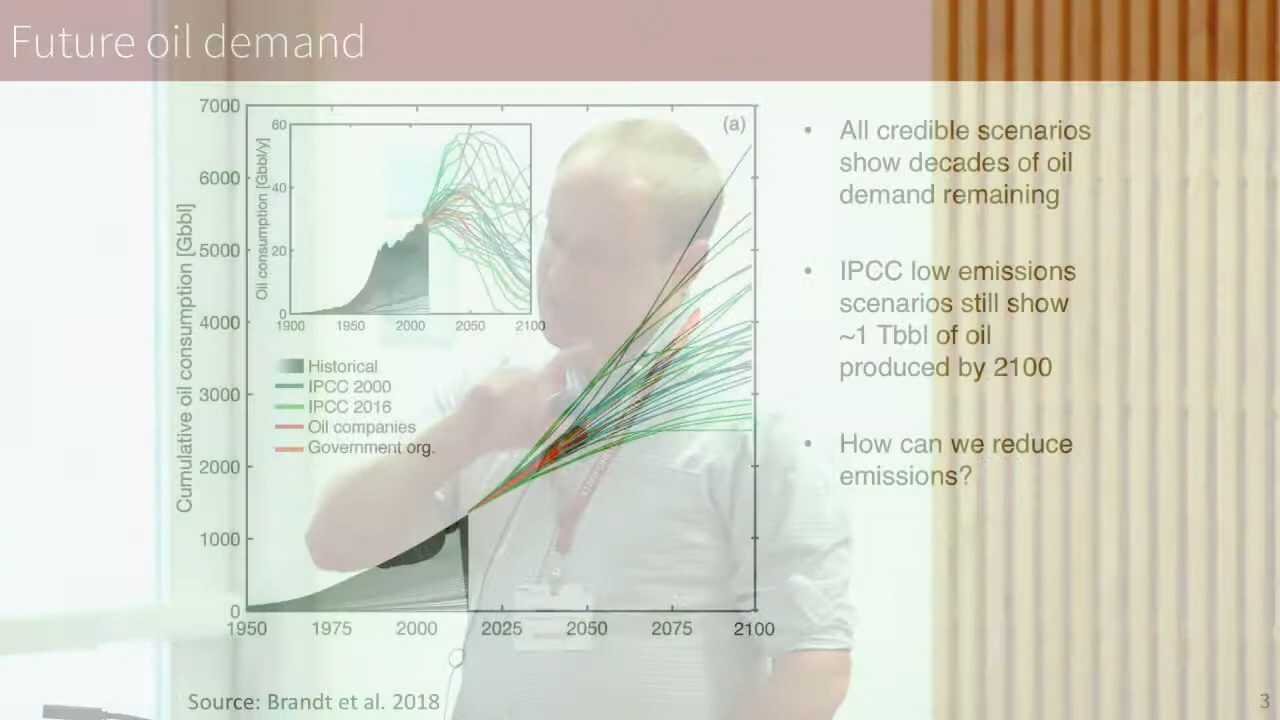 Future oil demand
7000
6000
5000
4000
3000
2000
1000
0
Cumulative oil consumption [Gbbl]
1950 1975 2000 2025 2050 2075 2100
(a)
60
40
20
0
Oil consumption [Gbbl/y]
1900 1950 2000 2050 2100
Historical
IPCC 2000
IPCC 2016
Oil companies
Government org.
• All credible scenarios
show decades of oil
demand remaining
• IPCC low emissions
scenarios still show
~1 Tbbl of oil
produced by 2100
• How can we reduce
emissions?
Source: Brandt et al. 2018
3